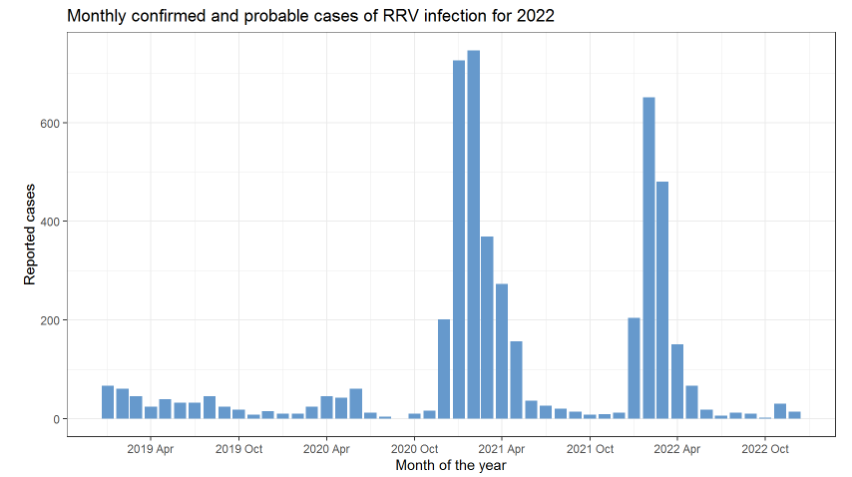 Monthly confirmed and probable cases of RRV infection for 2022
Reported cases
600
400
200
0
2019 Apr 2019 Oct 2020 Apr 2020 Oct 2021 Apr 2021 Oct 2022 Apr 2022 Oct
Month of the year